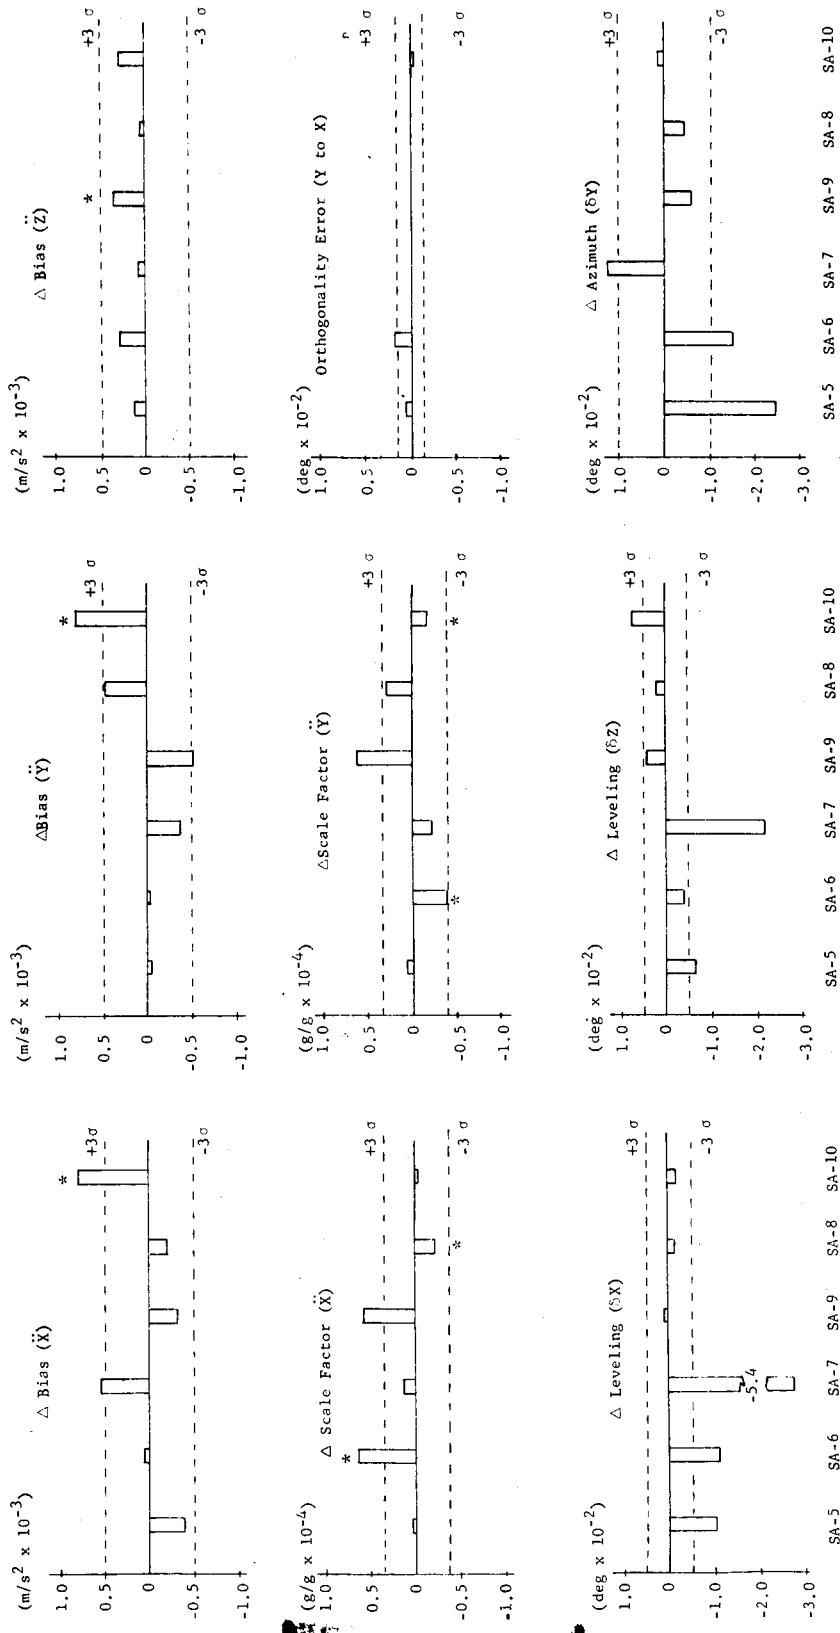 (m/s² x 10⁻³)
△ Bias (Ẍ)
1.0
0.5
0
-0.5
-1.0
+3 σ
-3 σ
*
(m/s² x 10⁻³)
△Bias (Ÿ)
1.0
0.5
0
-0.5
-1.0
+3 σ
-3 σ
*
(m/s² x 10⁻³)
△ Bias (Z̈)
1.0
0.5
0
-0.5
-1.0
+3 σ
-3 σ
*
(g/g x 10⁻⁴)
△ Scale Factor (Ẍ)
1.0
0.5
0
-0.5
-1.0
+3 σ
-3 σ
*
*
(g/g x 10⁻⁴)
△Scale Factor (Ÿ)
1.0
0.5
0
-0.5
-1.0
+3 σ
-3 σ
*
*
(deg x 10⁻²)
Orthogonality Error (Y to X)
1.0
0.5
0
-0.5
-1.0
+3 σ
-3 σ
(deg x 10⁻²)
△ Leveling (δX)
1.0
0
-1.0
-2.0
-3.0
+3 σ
-3 σ
-5.4
SA-5 SA-6 SA-7 SA-9 SA-8 SA-10
(deg x 10⁻²)
△ Leveling (δZ)
1.0
0
-1.0
-2.0
-3.0
+3 σ
-3 σ
SA-5 SA-6 SA-7 SA-9 SA-8 SA-10
(deg x 10⁻²)
△ Azimuth (δY)
1.0
0
-1.0
-2.0
-3.0
+3 σ
-3 σ
SA-5 SA-6 SA-7 SA-9 SA-8 SA-10